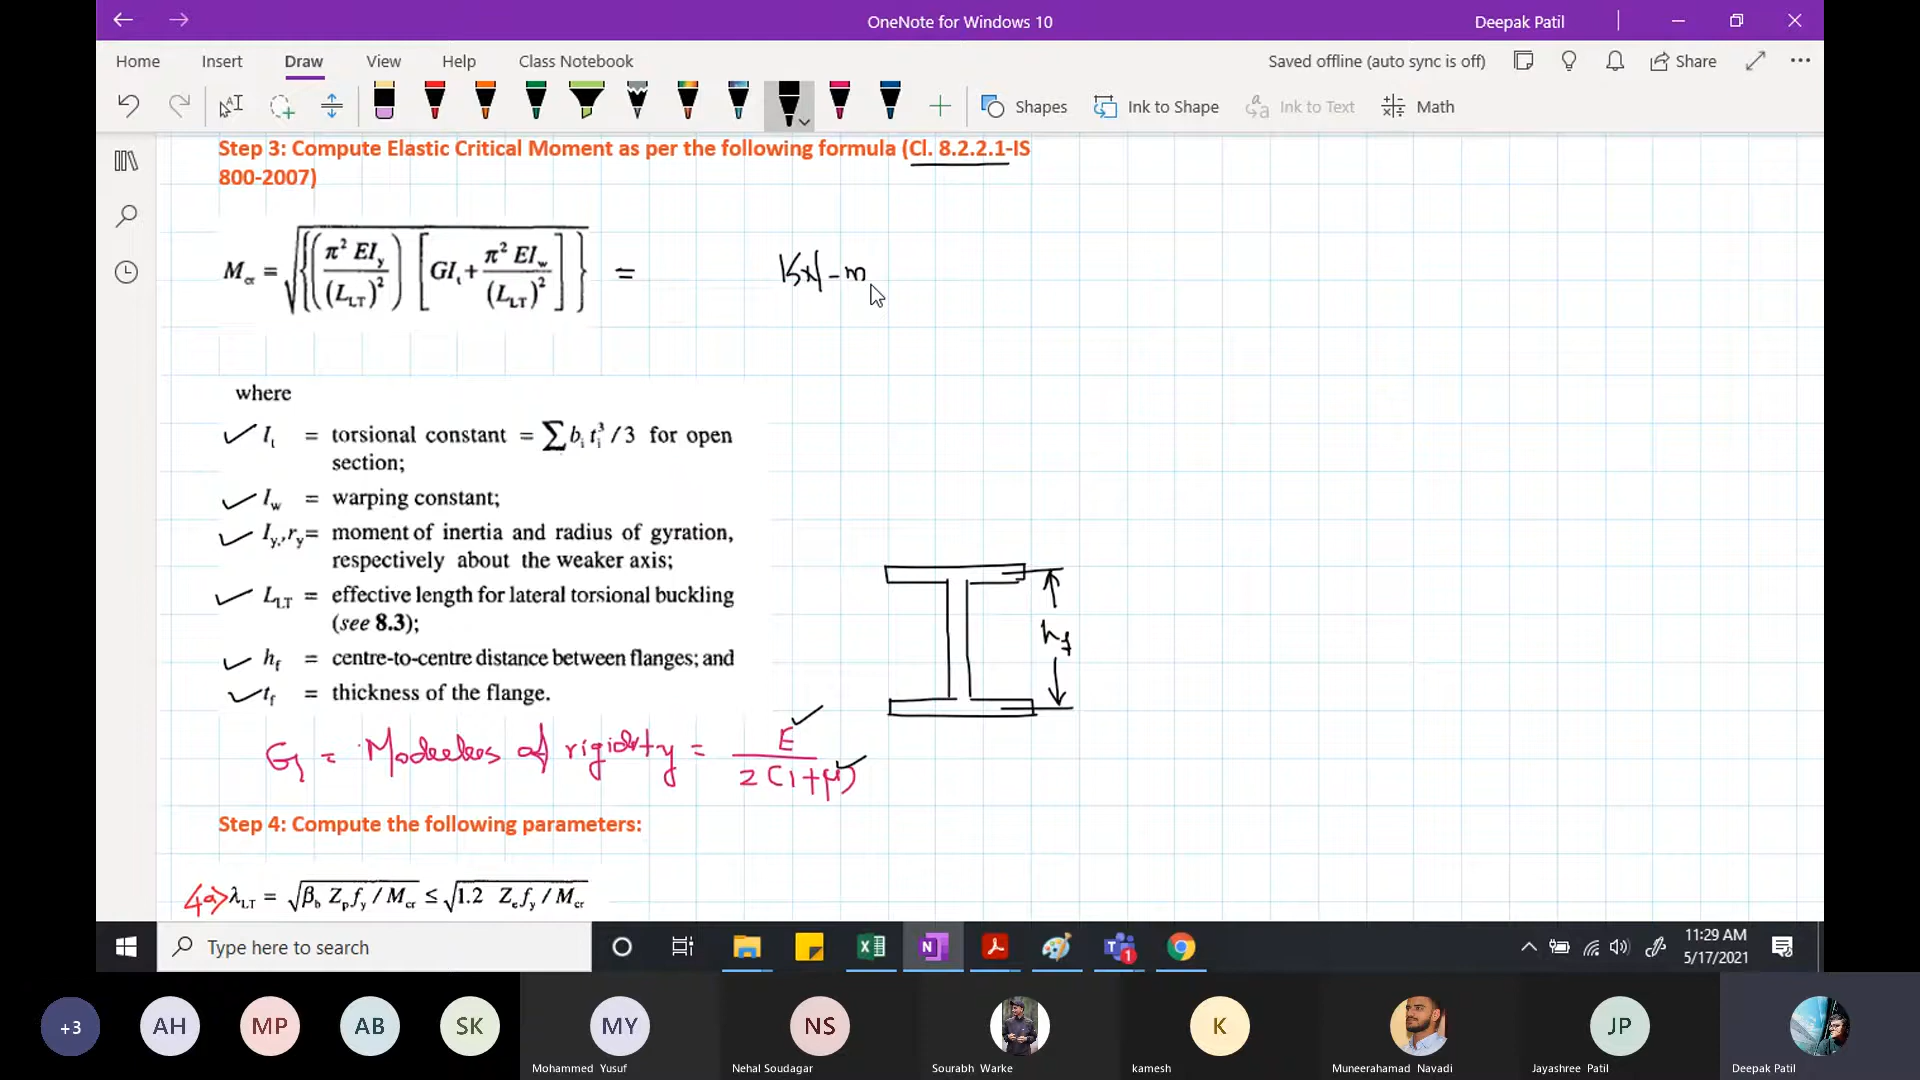 OneNote for Windows 10
Deepak Patil
Home Insert Draw View Help Class Notebook
Saved offline (auto sync is off) Share
Shapes Ink to Shape Ink to Text Math
Step 3: Compute Elastic Critical Moment as per the following formula (Cl. 8.2.2.1-IS
800-2007)
M_cr = √{(π² EI_y / (L_LT)²) [GI_t + π² EI_w / (L_LT)²]} = KN-m
where
I_t = torsional constant = ∑ b_i t_i³ /3 for open
section;
I_w = warping constant;
I_y, r_y = moment of inertia and radius of gyration,
respectively about the weaker axis;
L_LT = effective length for lateral torsional buckling
(see 8.3);
h_f = centre-to-centre distance between flanges; and
t_f = thickness of the flange.
h_f
G = Modulus of rigidity = E / 2(1+μ)
Step 4: Compute the following parameters:
4a> λ_LT = √β_b Z_p f_y / M_cr ≤ √1.2 Z_e f_y / M_cr
Type here to search
1
11:29 AM
5/17/2021
+3 AH MP AB SK MY NS K JP
Mohammed Yusuf Nehal Soudagar Sourabh Warke kamesh Muneerahamad Navadi Jayashree Patil Deepak Patil